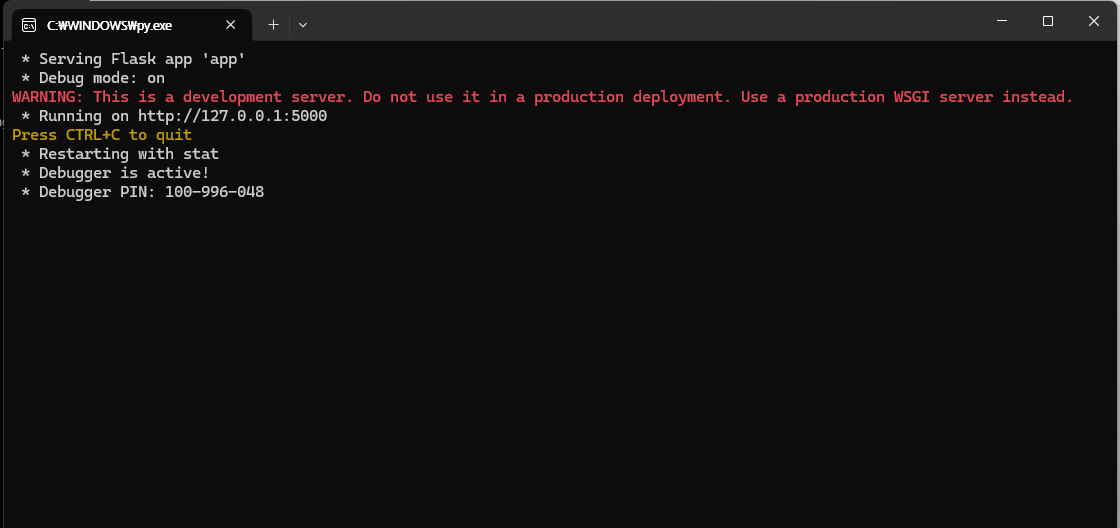 C:₩WINDOWS₩py.exe
* Serving Flask app 'app'
* Debug mode: on
WARNING: This is a development server. Do not use it in a production deployment. Use a production WSGI server instead.
* Running on http://127.0.0.1:5000
Press CTRL+C to quit
* Restarting with stat
* Debugger is active!
* Debugger PIN: 100-996-048